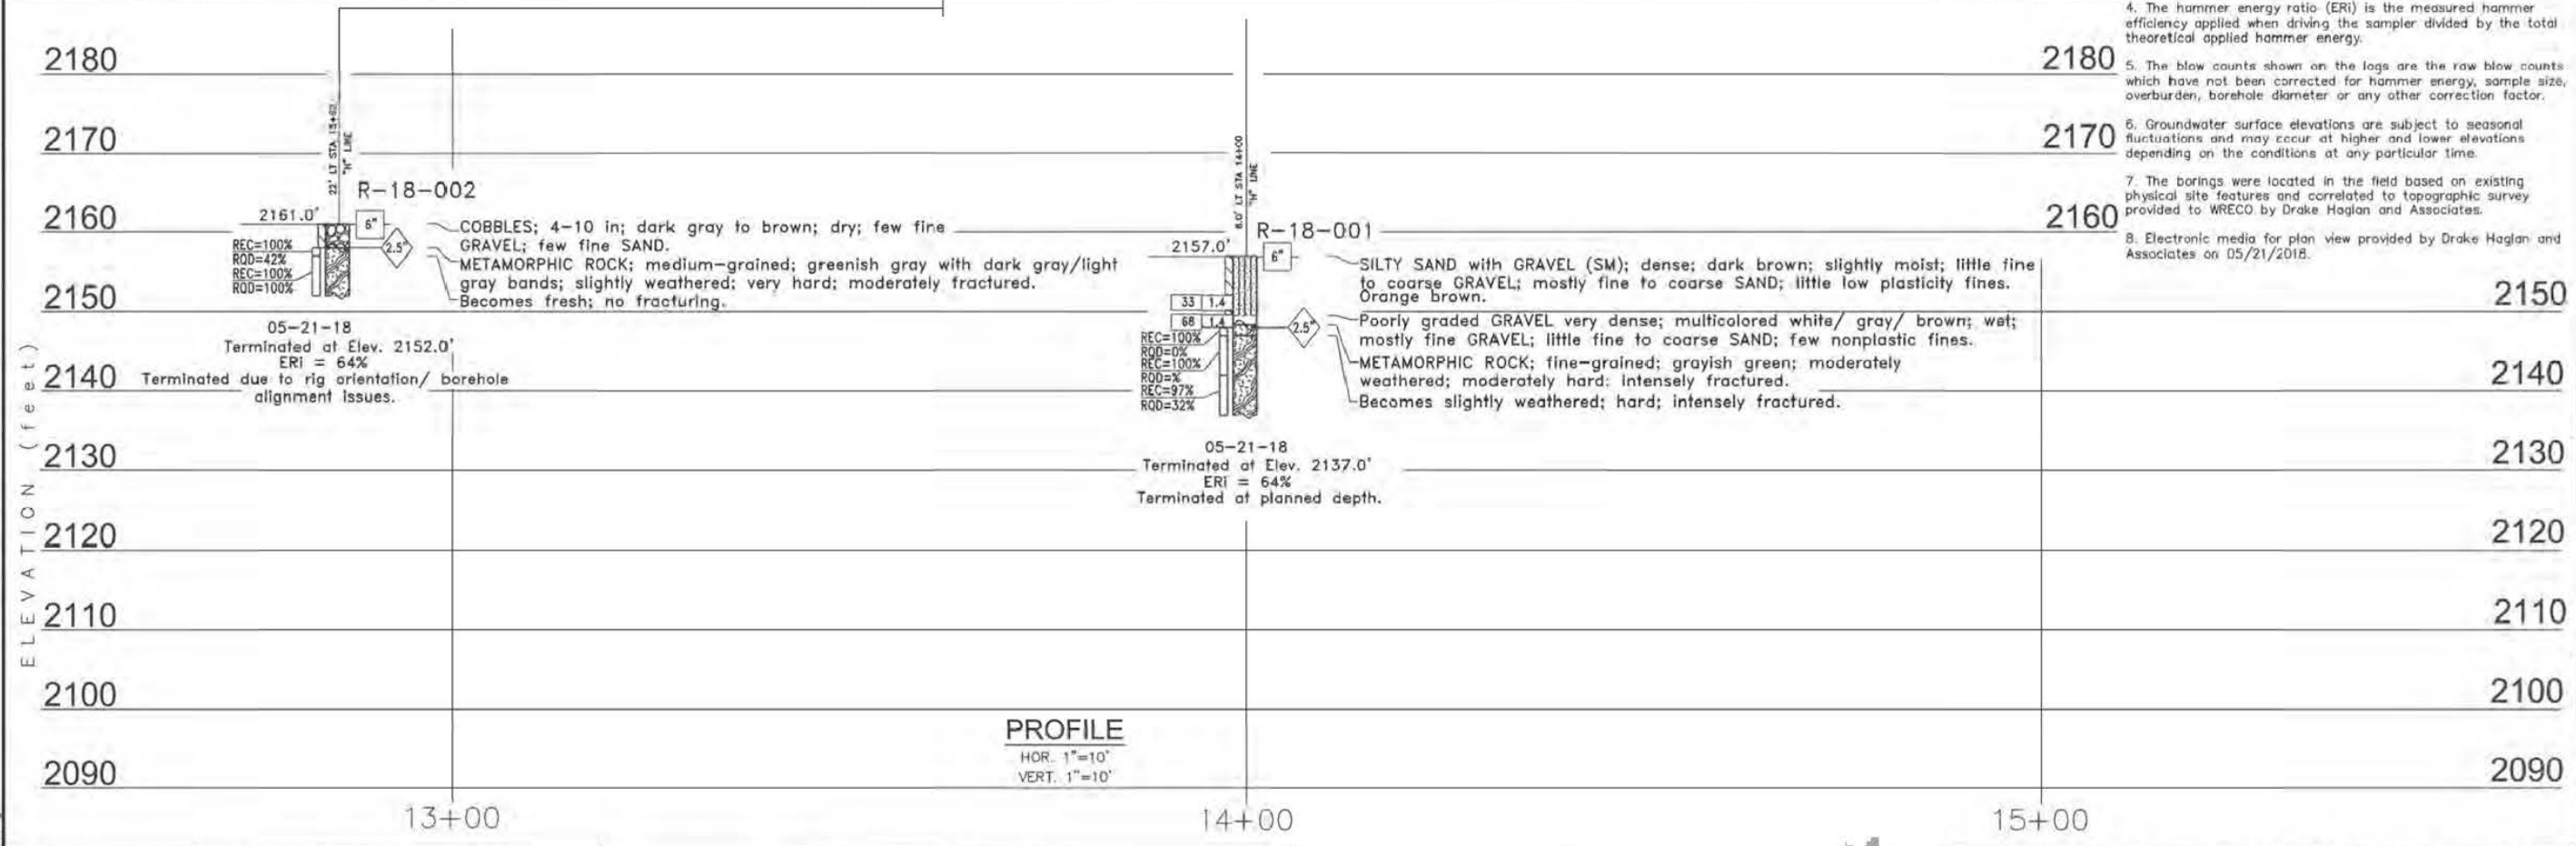 4. The hammer energy ratio (ERi) is the measured hammer
efficiency applied when driving the sampler divided by the total
theoretical applied hammer energy.
5. The blow counts shown on the logs are the raw blow counts
which have not been corrected for hammer energy, sample size,
overburden, borehole diameter or any other correction factor.
6. Groundwater surface elevations are subject to seasonal
fluctuations and may occur at higher and lower elevations
depending on the conditions at any particular time.
7. The borings were located in the field based on existing
physical site features and correlated to topographic survey
provided to WRECO by Drake Haglan and Associates.
8. Electronic media for plan view provided by Drake Haglan and
Associates on 05/21/2018.
ELEVATION (feet)
2180
2170
2160
2150
2140
2130
2120
2110
2100
2090
22' LT STA
"H" LINE
R-18-002
2161.0'
6"
2.5"
REC=100%
RQD=42%
REC=100%
RQD=100%
COBBLES; 4-10 in; dark gray to brown; dry; few fine
GRAVEL; few fine SAND.
METAMORPHIC ROCK; medium-grained; greenish gray with dark gray/light
gray bands; slightly weathered; very hard; moderately fractured.
Becomes fresh; no fracturing.
05-21-18
Terminated at Elev. 2152.0'
ERi = 64%
Terminated due to rig orientation/ borehole
alignment issues.
LT STA 14+00
"H" LINE
R-18-001
2157.0'
6"
33 1.4
68 1.4
2.5"
REC=100%
RQD=0%
REC=100%
RQD=%
REC=97%
RQD=32%
SILTY SAND with GRAVEL (SM); dense; dark brown; slightly moist; little fine
to coarse GRAVEL; mostly fine to coarse SAND; little low plasticity fines.
Orange brown.
Poorly graded GRAVEL very dense; multicolored white/ gray/ brown; wet;
mostly fine GRAVEL; little fine to coarse SAND; few nonplastic fines.
METAMORPHIC ROCK; fine-grained; grayish green; moderately
weathered; moderately hard; intensely fractured.
Becomes slightly weathered; hard; intensely fractured.
05-21-18
Terminated at Elev. 2137.0'
ERi = 64%
Terminated at planned depth.
2180
2170
2160
2150
2140
2130
2120
2110
2100
2090
PROFILE
HOR. 1"=10'
VERT. 1"=10'
13+00
14+00
15+00